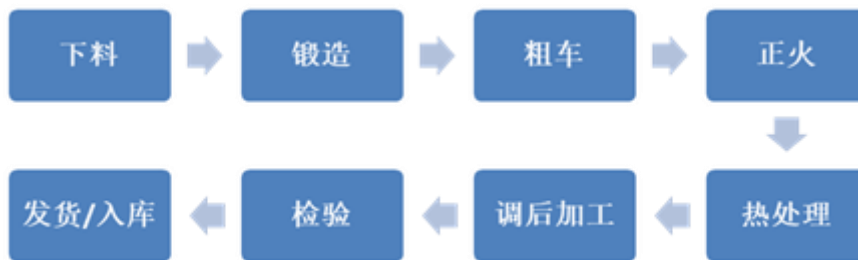 下料
锻造
粗车
正火
热处理
调后加工
检验
发货/入库